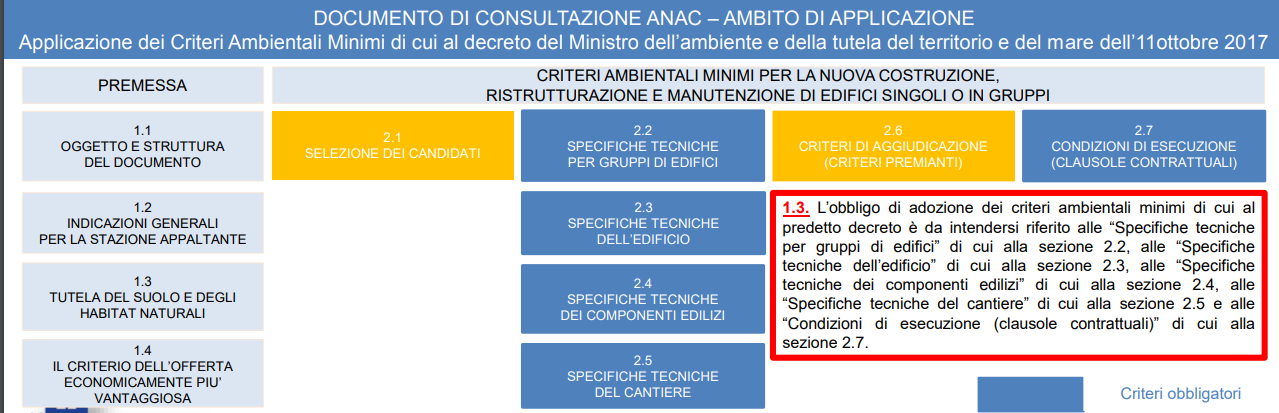 DOCUMENTO DI CONSULTAZIONE ANAC – AMBITO DI APPLICAZIONE
Applicazione dei Criteri Ambientali Minimi di cui al decreto del Ministro dell'ambiente e della tutela del territorio e del mare dell'11ottobre 2017
PREMESSA
CRITERI AMBIENTALI MINIMI PER LA NUOVA COSTRUZIONE,
RISTRUTTURAZIONE E MANUTENZIONE DI EDIFICI SINGOLI O IN GRUPPI
1.1
OGGETTO E STRUTTURA
DEL DOCUMENTO
2.1
SELEZIONE DEI CANDIDATI
2.2
SPECIFICHE TECNICHE
PER GRUPPI DI EDIFICI
2.6
CRITERI DI AGGIUDICAZIONE
(CRITERI PREMIANTI)
2.7
CONDIZIONI DI ESECUZIONE
(CLAUSOLE CONTRATTUALI)
1.2
INDICAZIONI GENERALI
PER LA STAZIONE APPALTANTE
2.3
SPECIFICHE TECNICHE
DELL'EDIFICIO
1.3. L'obbligo di adozione dei criteri ambientali minimi di cui al
predetto decreto è da intendersi riferito alle “Specifiche tecniche
per gruppi di edifici” di cui alla sezione 2.2, alle “Specifiche
tecniche dell'edificio” di cui alla sezione 2.3, alle “Specifiche
tecniche dei componenti edilizi” di cui alla sezione 2.4, alle
“Specifiche tecniche del cantiere” di cui alla sezione 2.5 e alle
“Condizioni di esecuzione (clausole contrattuali)” di cui alla
sezione 2.7.
1.3
TUTELA DEL SUOLO E DEGLI
HABITAT NATURALI
2.4
SPECIFICHE TECNICHE
DEI COMPONENTI EDILIZI
1.4
IL CRITERIO DELL'OFFERTA
ECONOMICAMENTE PIU'
VANTAGGIOSA
2.5
SPECIFICHE TECNICHE
DEL CANTIERE
Criteri obbligatori